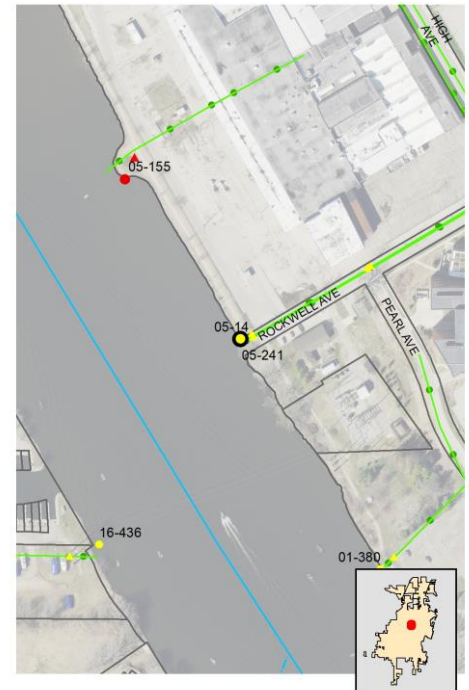 HIGH
AVE
05-155
05-14
ROCKWELL AVE
05-241
PEARL AVE
16-436
01-380